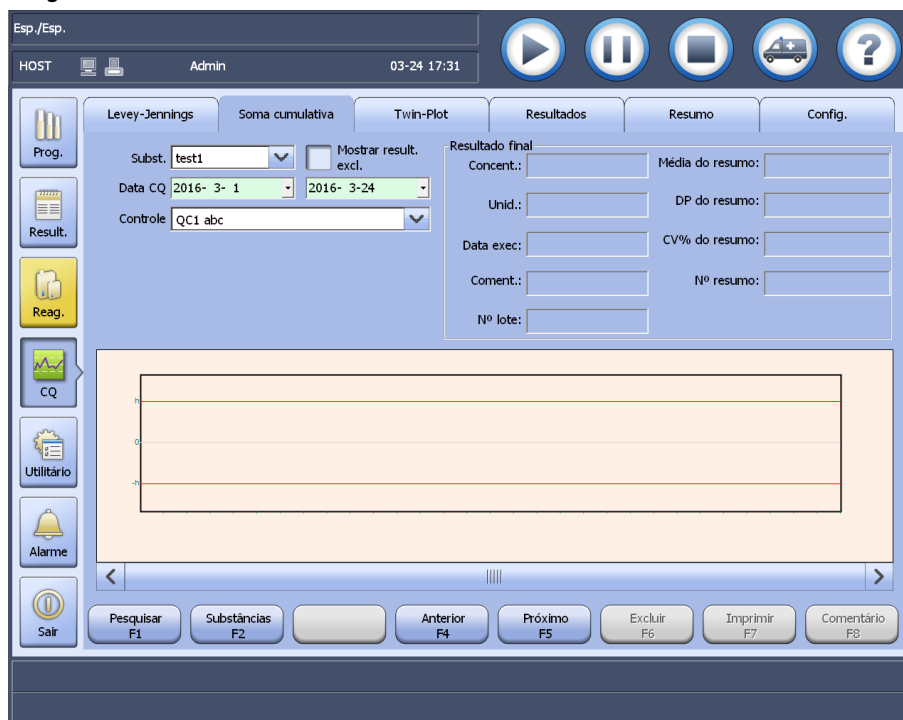 Esp./Esp.
HOST Admin 03-24 17:31
?
Levey-Jennings Soma cumulativa Twin-Plot Resultados Resumo Config.
Prog.
Result.
Reag.
CQ
Utilitário
Alarme
Sair
Subst. test1
Mostrar result.
excl.
Data CQ 2016- 3- 1 2016- 3-24
Controle QC1 abc
Resultado final
Concent.: Média do resumo:
Unid.: DP do resumo:
Data exec: CV% do resumo:
Coment.: Nº resumo:
Nº lote:
h
0
-h
Pesquisar
F1
Substâncias
F2
Anterior
F4
Próximo
F5
Excluir
F6
Imprimir
F7
Comentário
F8